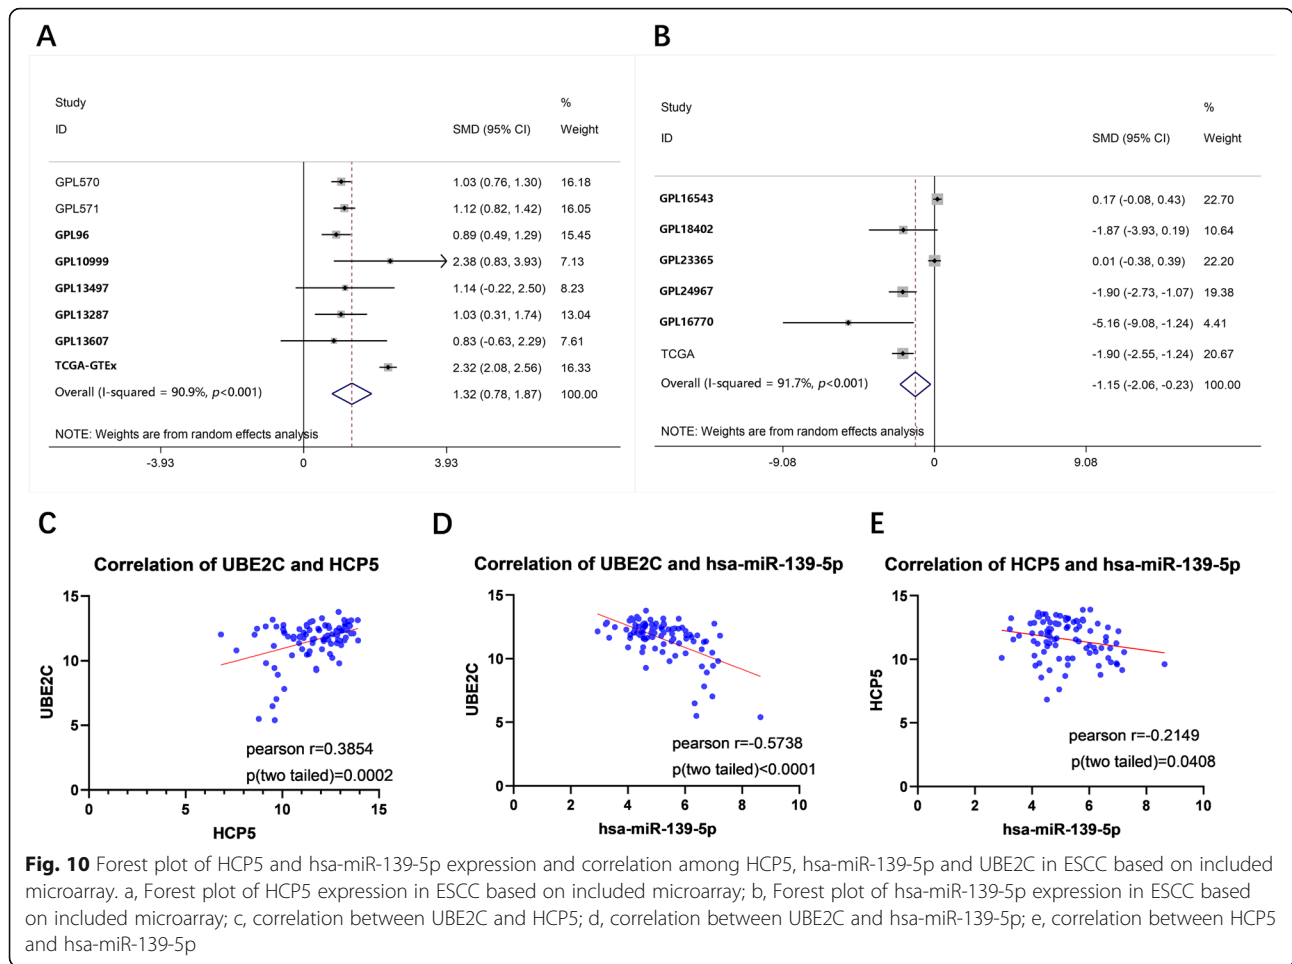 A
Study %
ID SMD (95% CI) Weight
GPL570 1.03 (0.76, 1.30) 16.18
GPL571 1.12 (0.82, 1.42) 16.05
GPL96 0.89 (0.49, 1.29) 15.45
GPL10999 2.38 (0.83, 3.93) 7.13
GPL13497 1.14 (-0.22, 2.50) 8.23
GPL13287 1.03 (0.31, 1.74) 13.04
GPL13607 0.83 (-0.63, 2.29) 7.61
TCGA-GTEx 2.32 (2.08, 2.56) 16.33
Overall (I-squared = 90.9%, p<0.001) 1.32 (0.78, 1.87) 100.00
NOTE: Weights are from random effects analysis
-3.93 0 3.93
B
Study %
ID SMD (95% CI) Weight
GPL16543 0.17 (-0.08, 0.43) 22.70
GPL18402 -1.87 (-3.93, 0.19) 10.64
GPL23365 0.01 (-0.38, 0.39) 22.20
GPL24967 -1.90 (-2.73, -1.07) 19.38
GPL16770 -5.16 (-9.08, -1.24) 4.41
TCGA -1.90 (-2.55, -1.24) 20.67
Overall (I-squared = 91.7%, p<0.001) -1.15 (-2.06, -0.23) 100.00
NOTE: Weights are from random effects analysis
-9.08 0 9.08
C
Correlation of UBE2C and HCP5
15
10
5
0
UBE2C
pearson r=0.3854
p(two tailed)=0.0002
0 5 10 15
HCP5
D
Correlation of UBE2C and hsa-miR-139-5p
15
10
5
0
UBE2C
pearson r=-0.5738
p(two tailed)<0.0001
0 2 4 6 8 10
hsa-miR-139-5p
E
Correlation of HCP5 and hsa-miR-139-5p
15
10
5
0
HCP5
pearson r=-0.2149
p(two tailed)=0.0408
0 2 4 6 8 10
hsa-miR-139-5p
Fig. 10 Forest plot of HCP5 and hsa-miR-139-5p expression and correlation among HCP5, hsa-miR-139-5p and UBE2C in ESCC based on included
microarray. a, Forest plot of HCP5 expression in ESCC based on included microarray; b, Forest plot of hsa-miR-139-5p expression in ESCC based
on included microarray; c, correlation between UBE2C and HCP5; d, correlation between UBE2C and hsa-miR-139-5p; e, correlation between HCP5
and hsa-miR-139-5p